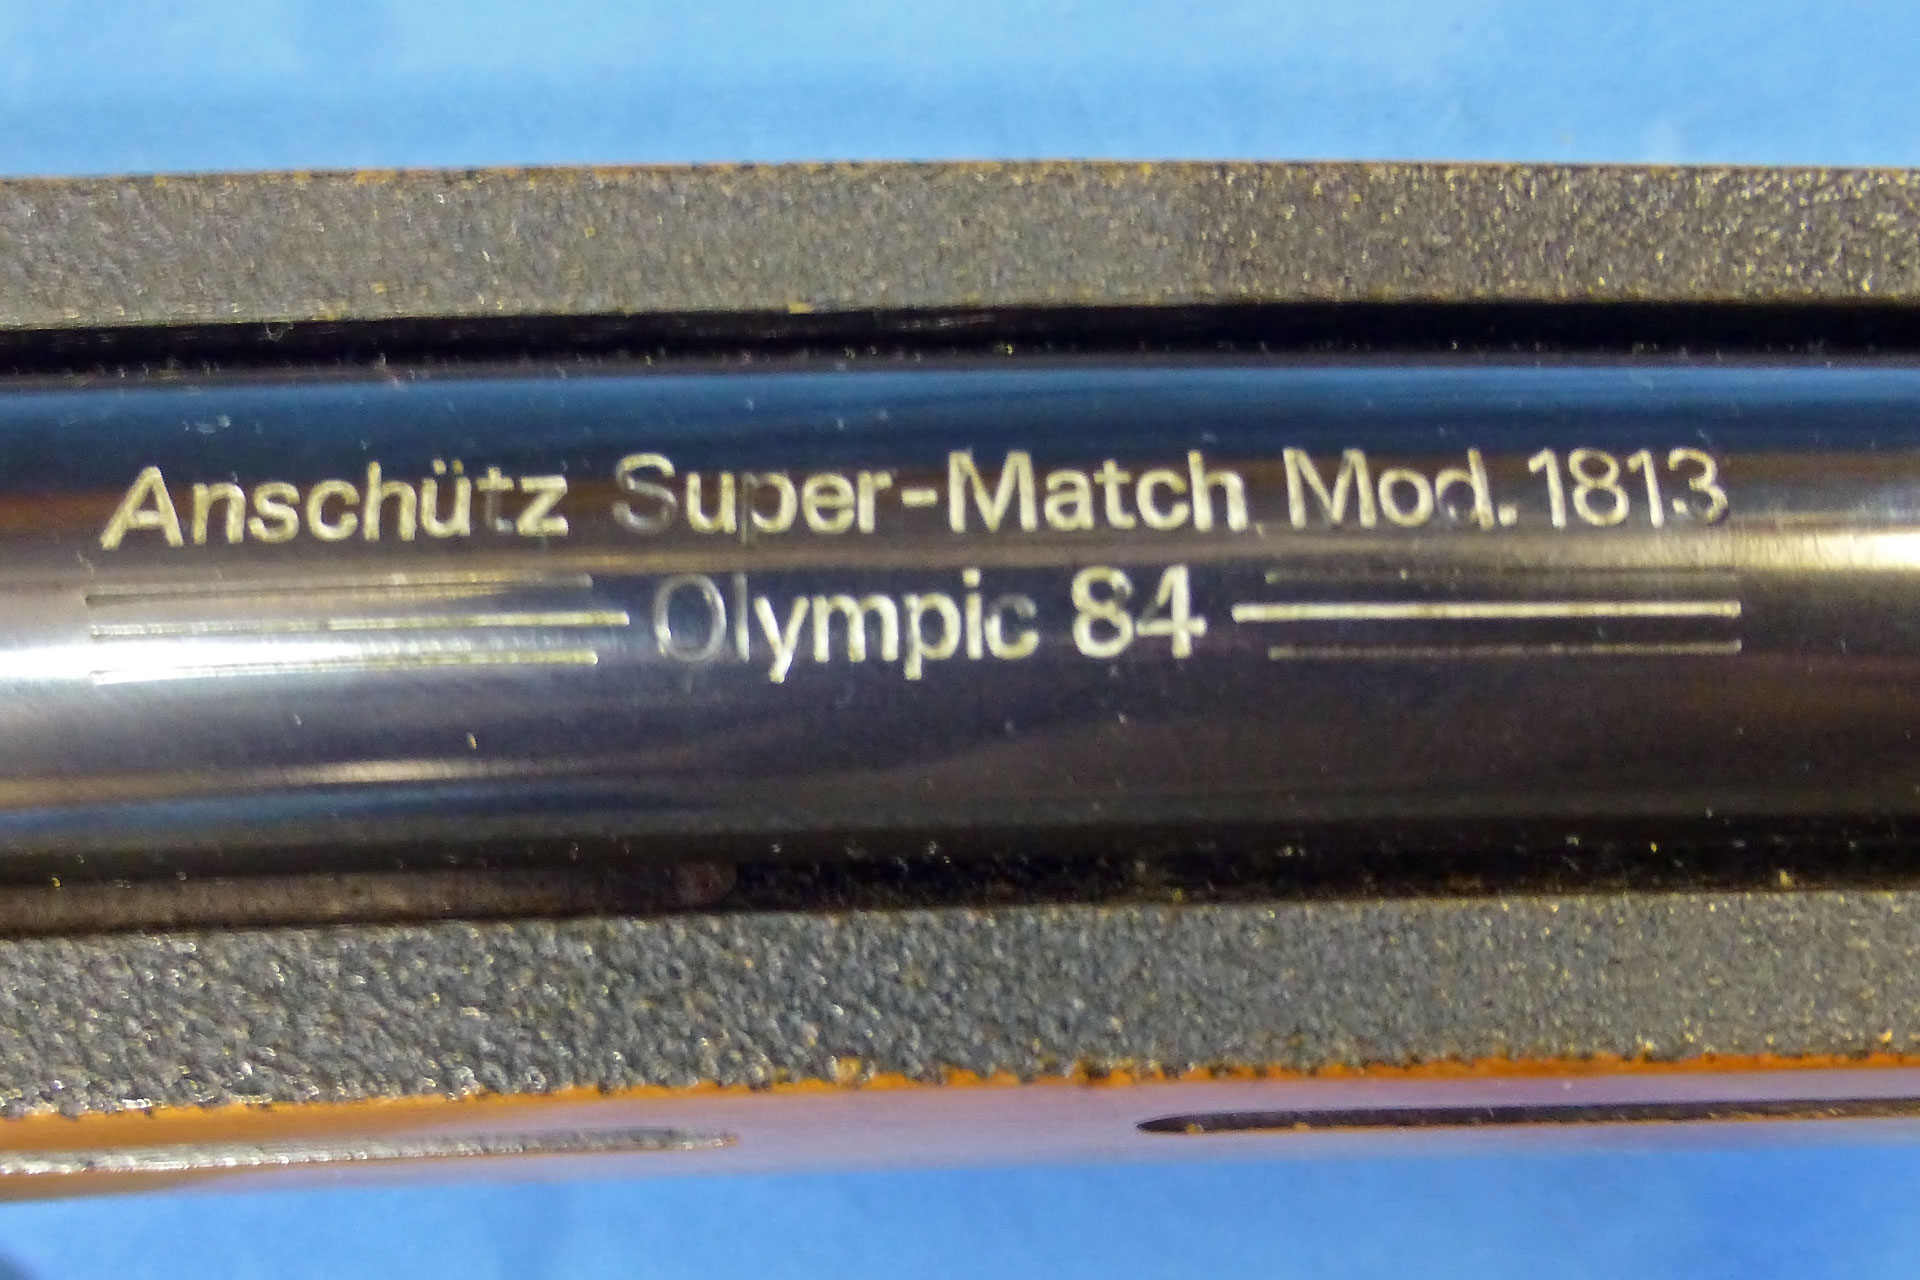 Anschütz Super-Match Mod. 1813
Olympic 84